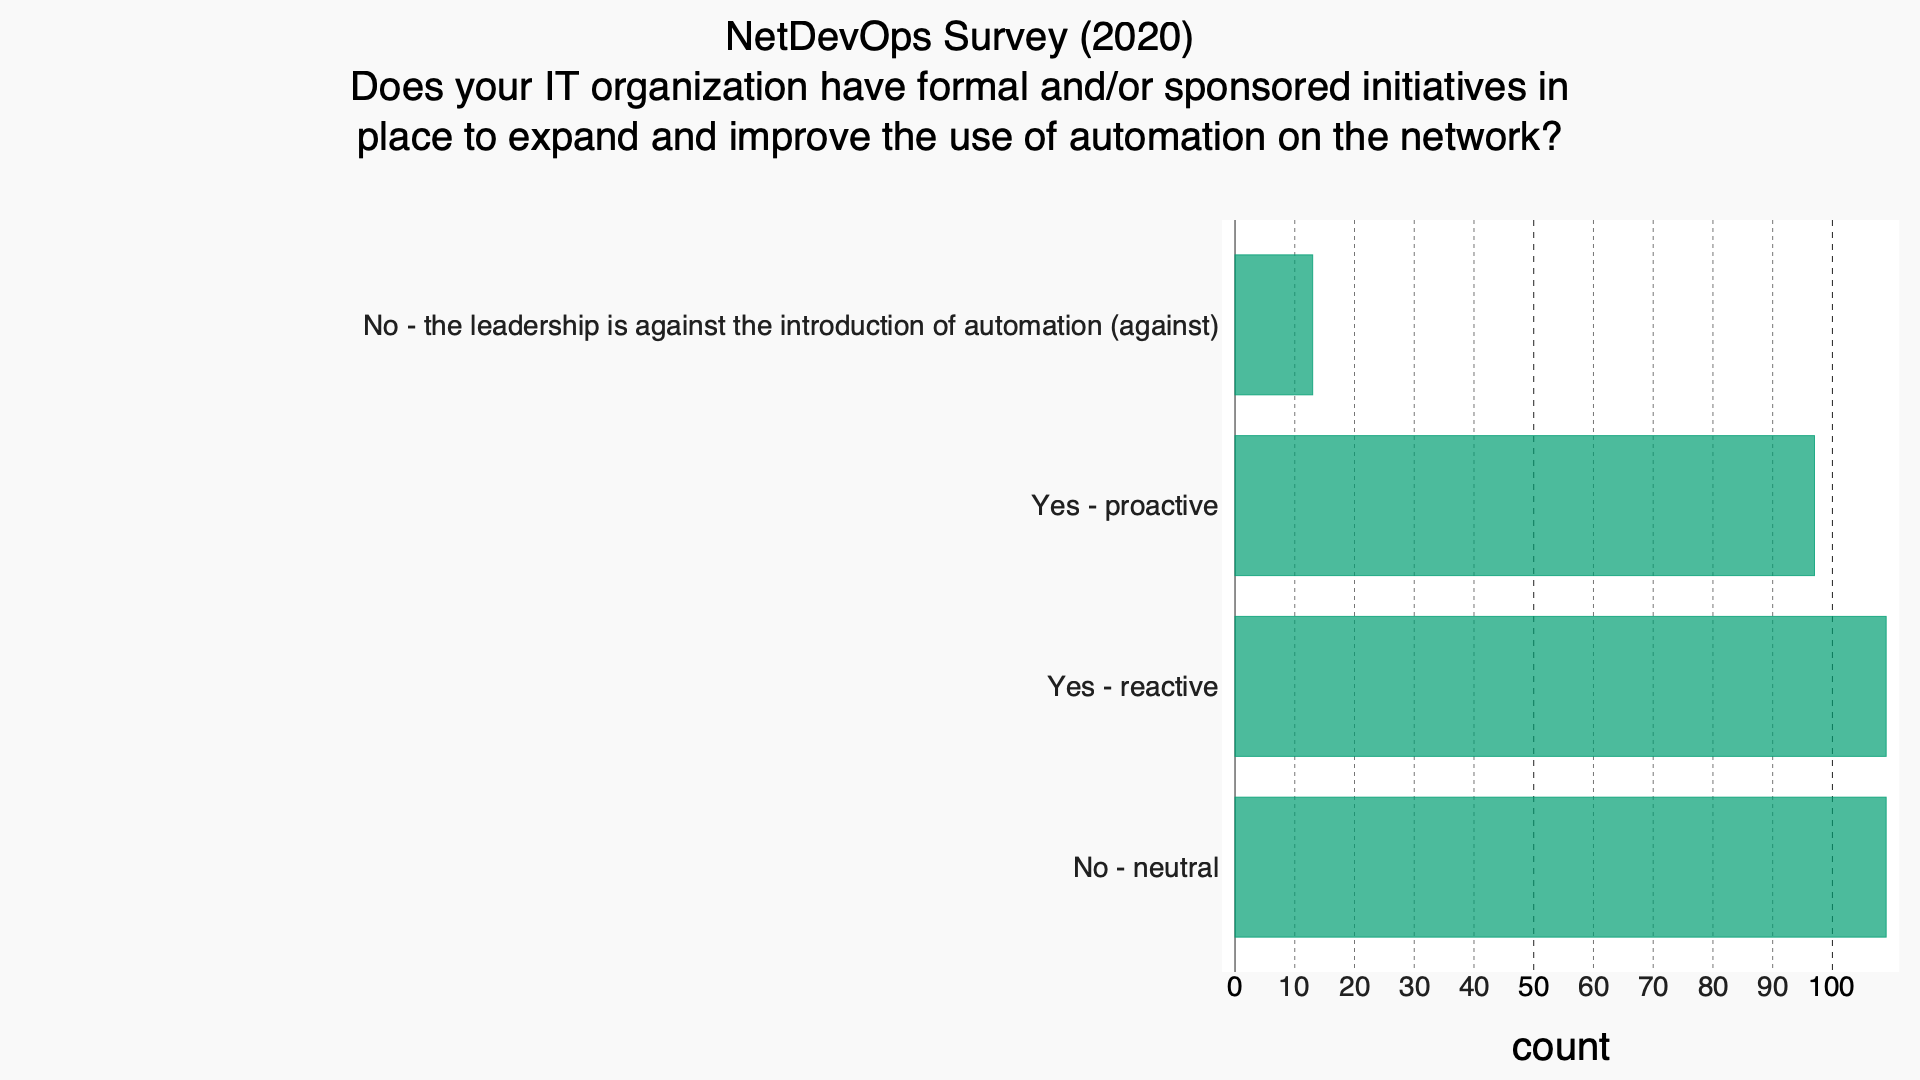 NetDevOps Survey (2020)
Does your IT organization have formal and/or sponsored initiatives in
place to expand and improve the use of automation on the network?
No - the leadership is against the introduction of automation (against)
Yes - proactive
Yes - reactive
No - neutral
0 10 20 30 40 50 60 70 80 90 100
count